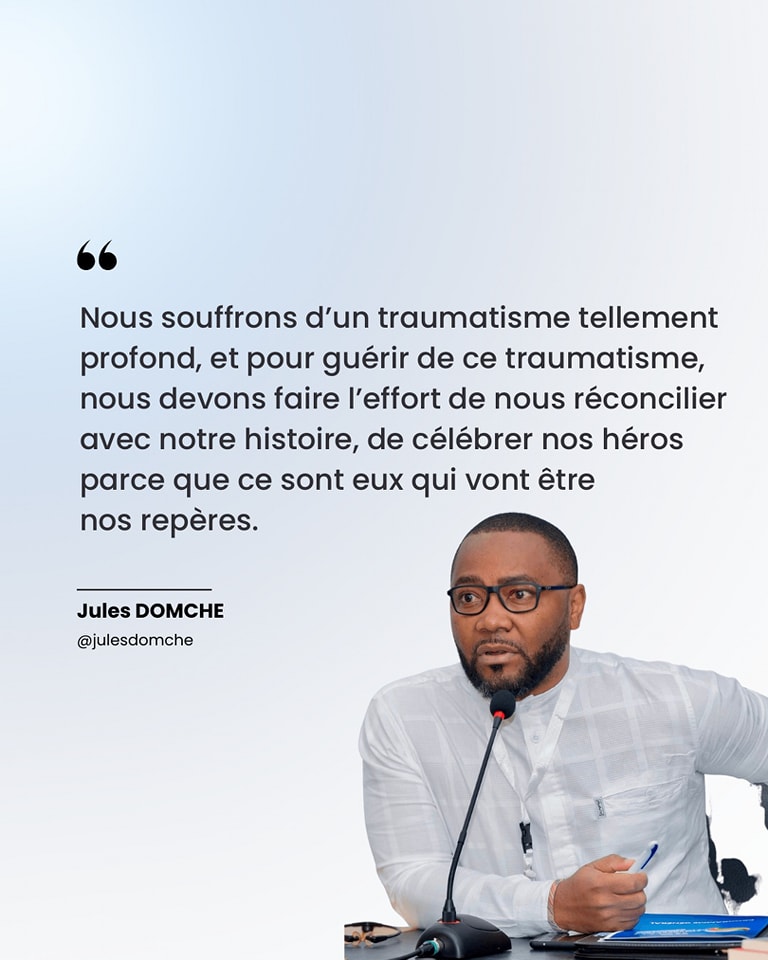 Nous souffrons d’un traumatisme tellement
profond, et pour guérir de ce traumatisme,
nous devons faire l’effort de nous réconcilier
avec notre histoire, de célébrer nos héros
parce que ce sont eux qui vont être
nos repères.
Jules DOMCHE
@julesdomche